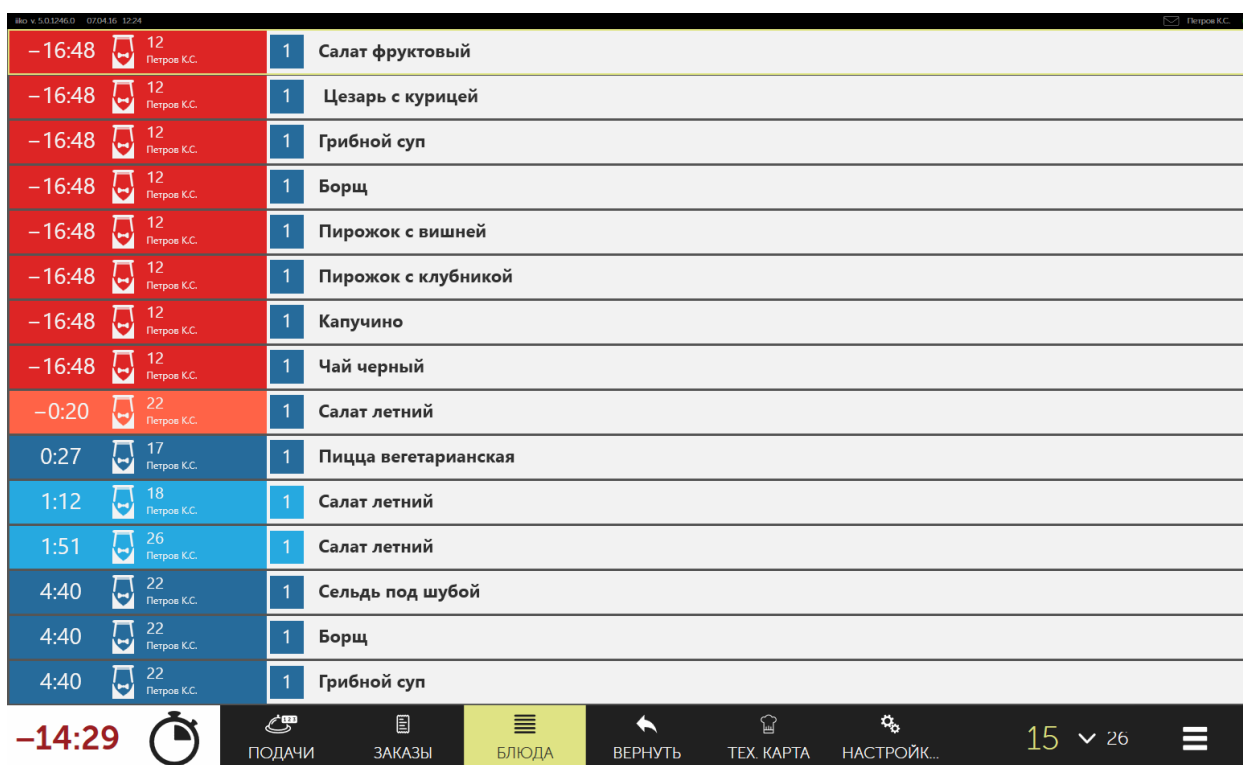 iiko v. 5.0.1246.0 07.04.16 12:24 Петров К.С.
–16:48 12 Петров К.С. 1 Салат фруктовый
–16:48 12 Петров К.С. 1 Цезарь с курицей
–16:48 12 Петров К.С. 1 Грибной суп
–16:48 12 Петров К.С. 1 Борщ
–16:48 12 Петров К.С. 1 Пирожок с вишней
–16:48 12 Петров К.С. 1 Пирожок с клубникой
–16:48 12 Петров К.С. 1 Капучино
–16:48 12 Петров К.С. 1 Чай черный
–0:20 22 Петров К.С. 1 Салат летний
0:27 17 Петров К.С. 1 Пицца вегетарианская
1:12 18 Петров К.С. 1 Салат летний
1:51 26 Петров К.С. 1 Салат летний
4:40 22 Петров К.С. 1 Сельдь под шубой
4:40 22 Петров К.С. 1 Борщ
4:40 22 Петров К.С. 1 Грибной суп
–14:29 ПОДАЧИ ЗАКАЗЫ БЛЮДА ВЕРНУТЬ ТЕХ. КАРТА НАСТРОЙК... 15 26